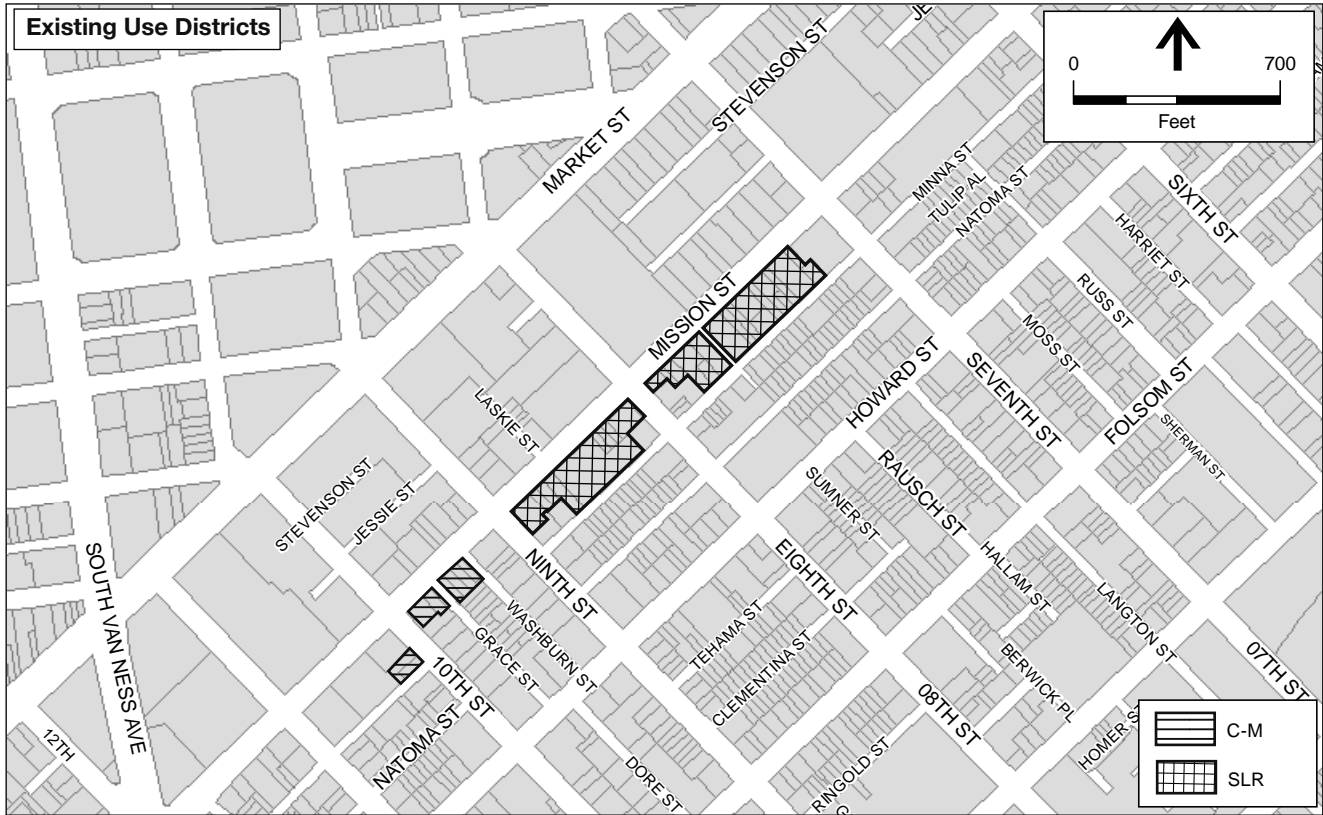 Existing Use Districts
0 700
Feet
STEVENSON ST
MARKET ST
MINNA ST
TULIP AL
NATOMA ST
SIXTH ST
HARRIET ST
RUSS ST
MOSS ST
MISSION ST
HOWARD ST
SEVENTH ST
FOLSOM ST
SHERMAN ST
LASKIE ST
RAUSCH ST
SUMNER ST
STEVENSON ST
JESSIE ST
HALLAM ST
LANGTON ST
NINTH ST
EIGHTH ST
SOUTH VAN NESS AVE
WASHBURN ST
GRACE ST
TEHAMA ST
CLEMENTINA ST
BERWICK PL
07TH ST
10TH ST
08TH ST
NATOMA ST
12TH
DORE ST
RINGOLD ST
HOMER S
C-M
SLR